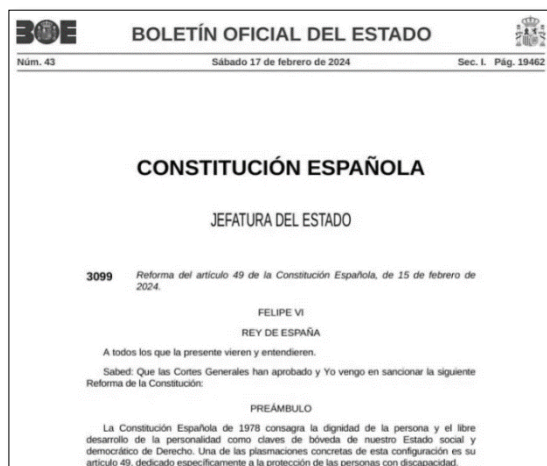 BOE BOLETÍN OFICIAL DEL ESTADO
Núm. 43 Sábado 17 de febrero de 2024 Sec. I. Pág. 19462
CONSTITUCIÓN ESPAÑOLA
JEFATURA DEL ESTADO
3099 Reforma del artículo 49 de la Constitución Española, de 15 de febrero de
2024.
FELIPE VI
REY DE ESPAÑA
A todos los que la presente vieren y entendieren.
Sabed: Que las Cortes Generales han aprobado y Yo vengo en sancionar la siguiente
Reforma de la Constitución:
PREÁMBULO
La Constitución Española de 1978 consagra la dignidad de la persona y el libre
desarrollo de la personalidad como claves de bóveda de nuestro Estado social y
democrático de Derecho. Una de las plasmaciones concretas de esta configuración es su
artículo 49, dedicado específicamente a la protección de las personas con discapacidad.